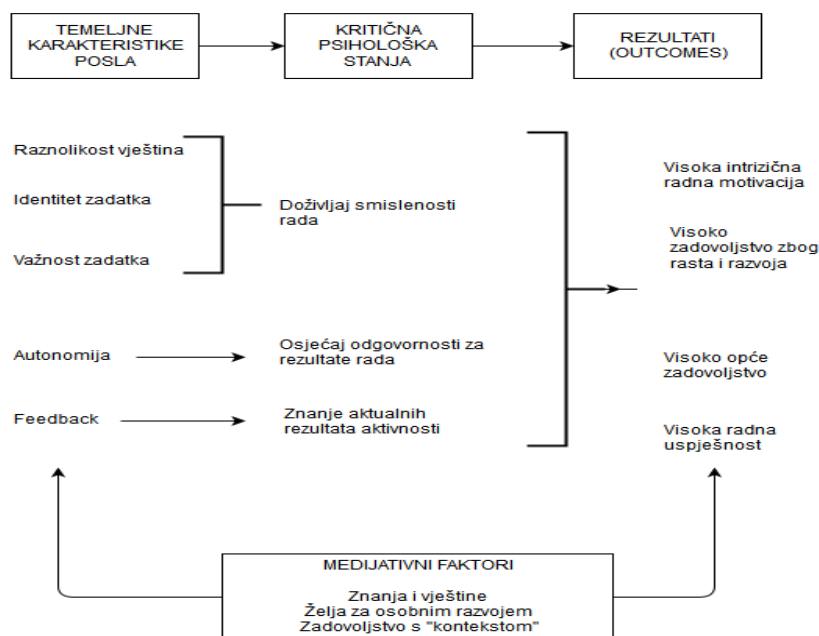 TEMELJNE
KARAKTERISTIKE
POSLA
KRITIČNA
PSIHOLOŠKA
STANJA
REZULTATI
(OUTCOMES)
Raznolikost vještina
Identitet zadatka
Važnost zadatka
Doživljaj smislenosti
rada
Autonomija
Osjećaj odgovornosti za
rezultate rada
Feedback
Znanje aktualnih
rezultata aktivnosti
Visoka intrizična
radna motivacija
Visoko
zadovoljstvo zbog
rasta i razvoja
Visoko opće
zadovoljstvo
Visoka radna
uspješnost
MEDIJATIVNI FAKTORI
Znanja i vještine
Želja za osobnim razvojem
Zadovoljstvo s "kontekstom"